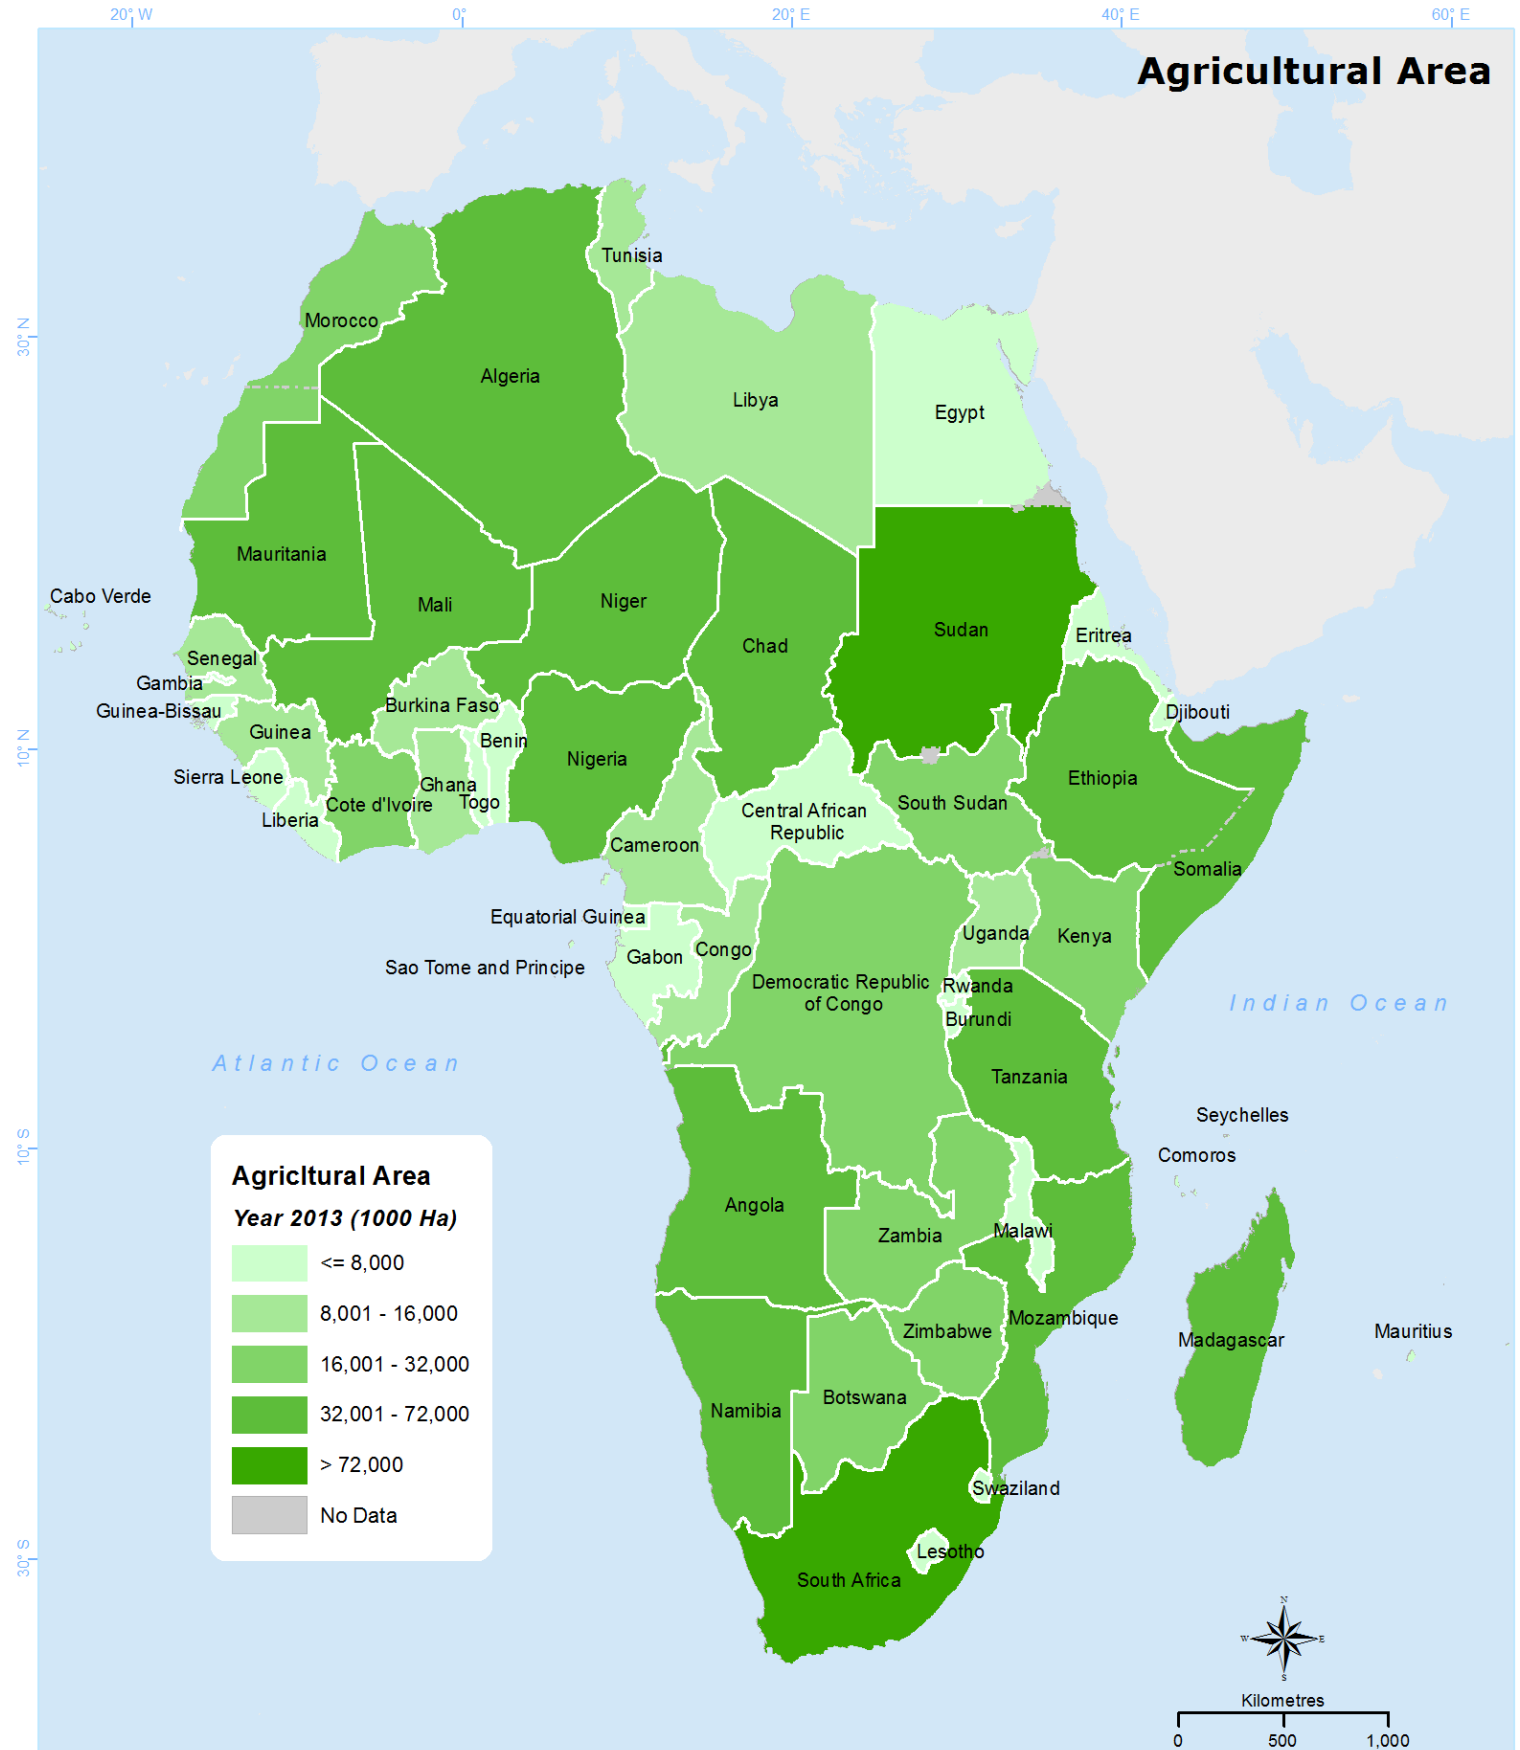 20° W
0°
20° E
40° E
60° E
Agricultural Area
Tunisia
Morocco
30° N
Algeria
Libya
Egypt
Mauritania
Cabo Verde
Mali
Niger
Sudan
Eritrea
Chad
Senegal
Gambia
Burkina Faso
Guinea-Bissau
Djibouti
Guinea
Benin
10° N
Nigeria
Sierra Leone
Ethiopia
Ghana
Togo
Cote d'Ivoire
South Sudan
Central African
Republic
Liberia
Cameroon
Somalia
Equatorial Guinea
Uganda
Kenya
Congo
Gabon
Sao Tome and Principe
Democratic Republic
of Congo
Rwanda
Indian Ocean
Burundi
Atlantic Ocean
Tanzania
Seychelles
10° S
Comoros
Agricltural Area
Angola
Year 2013 (1000 Ha)
Malawi
Zambia
<= 8,000
8,001 - 16,000
Mozambique
Zimbabwe
Mauritius
Madagascar
16,001 - 32,000
Botswana
Namibia
32,001 - 72,000
> 72,000
Swaziland
No Data
Lesotho
30° S
South Africa
N
W
E
S
Kilometres
0
500
1,000